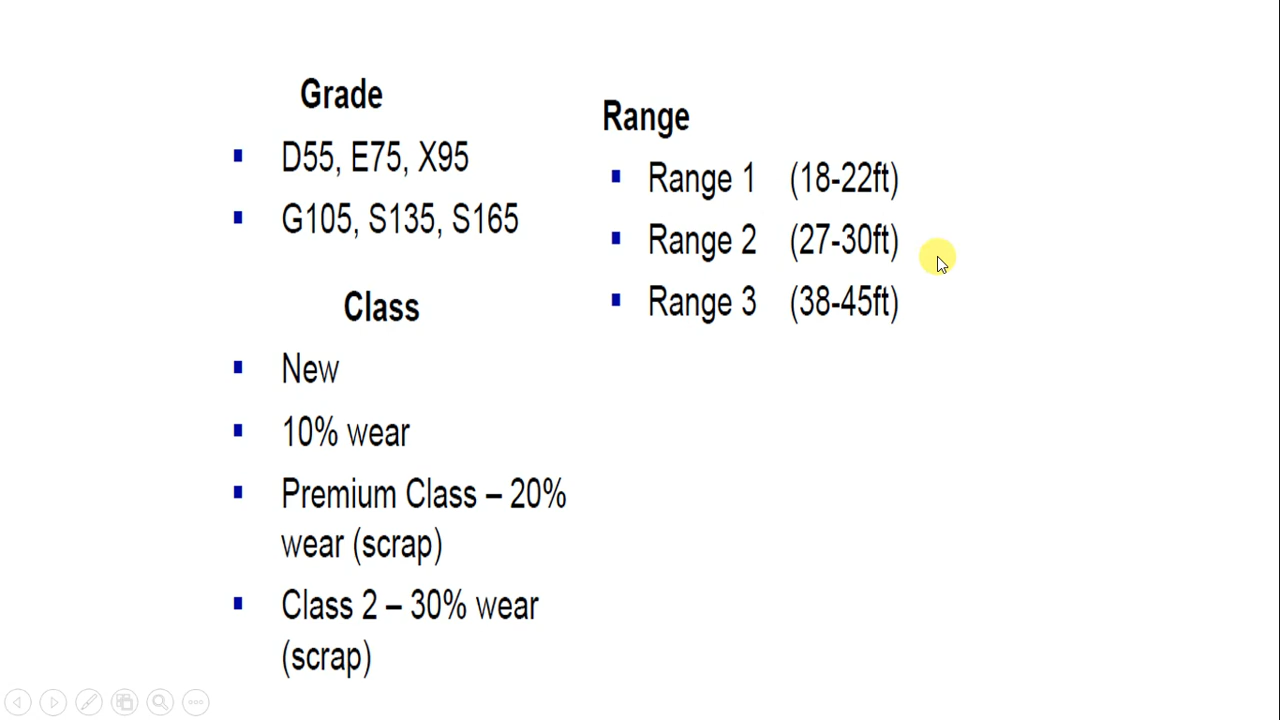 Grade
D55, E75, X95
G105, S135, S165
Class
New
10% wear
Premium Class – 20%
wear (scrap)
Class 2 – 30% wear
(scrap)
Range
Range 1 (18-22ft)
Range 2 (27-30ft)
Range 3 (38-45ft)